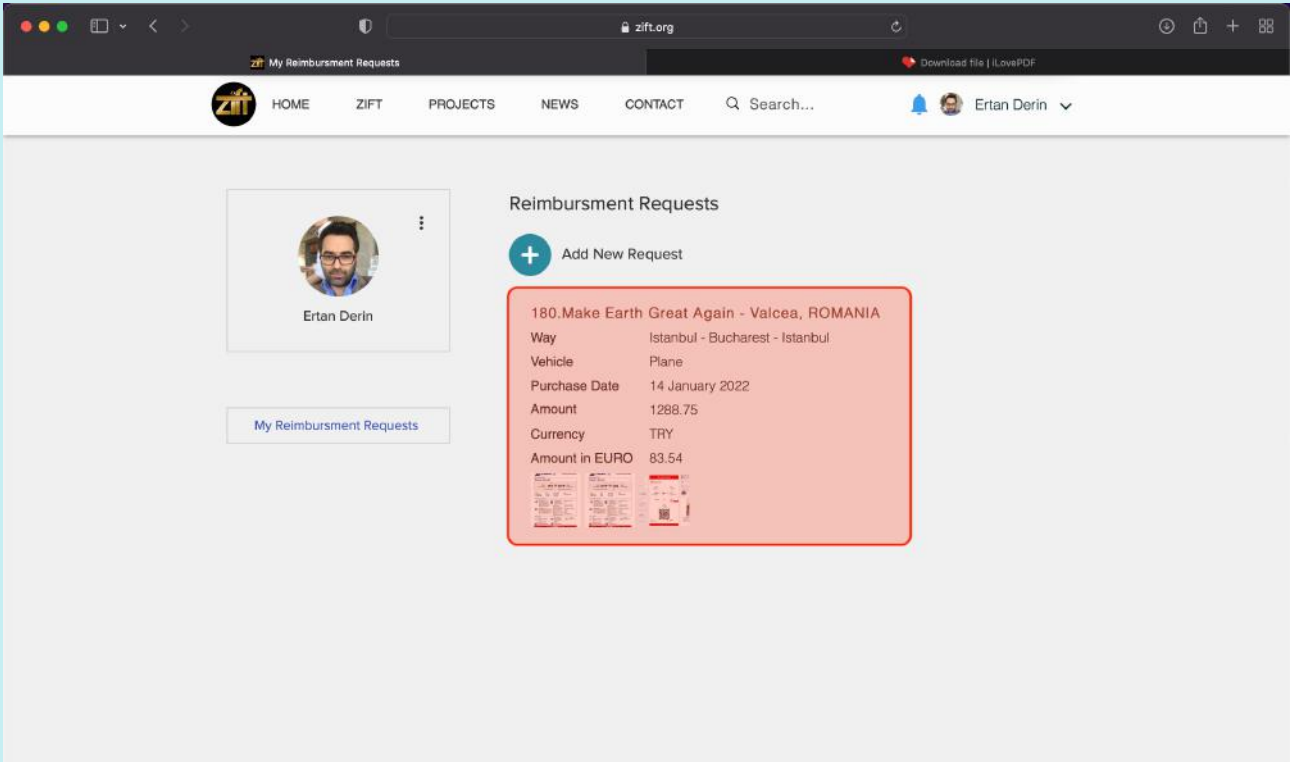 zift.org
zift My Reimbursment Requests
Download file | iLovePDF
zift
HOME ZIFT PROJECTS NEWS CONTACT Search... Ertan Derin
Ertan Derin
My Reimbursment Requests
Reimbursment Requests
Add New Request
180.Make Earth Great Again - Valcea, ROMANIA
Way Istanbul - Bucharest - Istanbul
Vehicle Plane
Purchase Date 14 January 2022
Amount 1288.75
Currency TRY
Amount in EURO 83.54